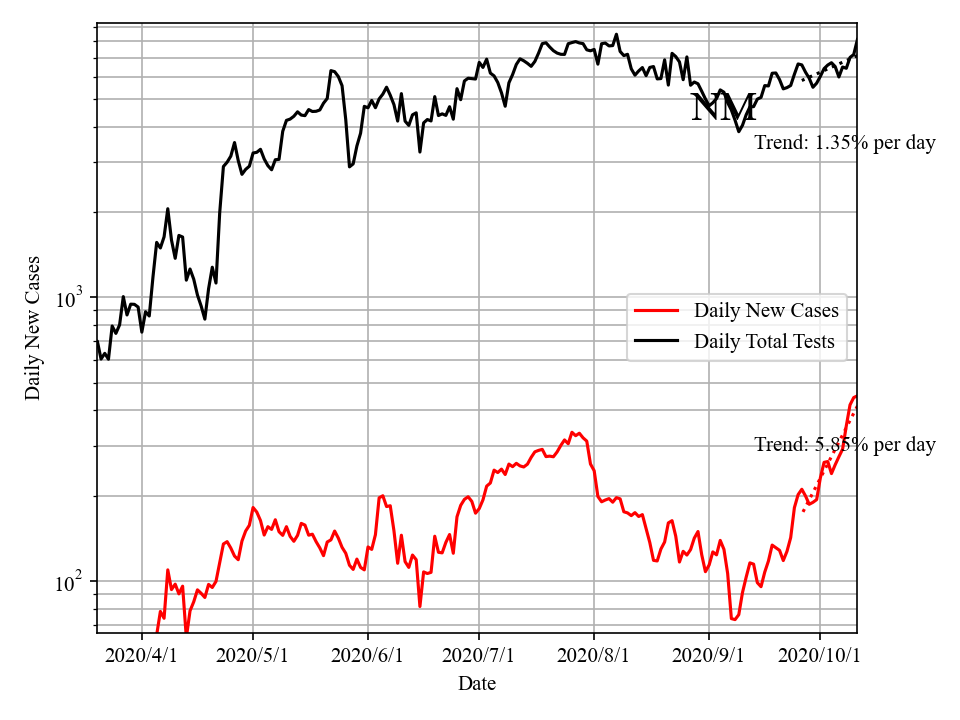 NM
Trend: 1.35% per day
10³
Daily New Cases
Daily Total Tests
Daily New Cases
Trend: 5.85% per day
10²
2020/4/1 2020/5/1 2020/6/1 2020/7/1 2020/8/1 2020/9/1 2020/10/1
Date